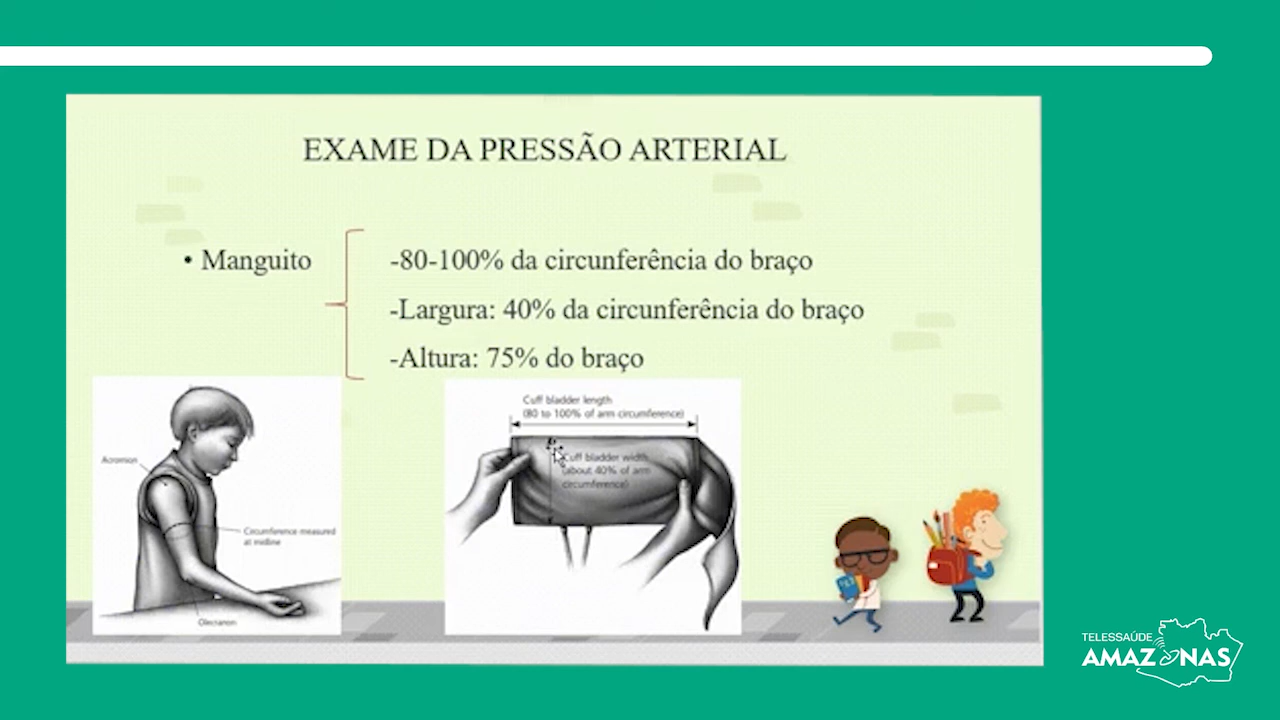 EXAME DA PRESSÃO ARTERIAL
• Manguito
-80-100% da circunferência do braço
-Largura: 40% da circunferência do braço
-Altura: 75% do braço
Acromion
Circumference measured
at midline
Olecranon
Cuff bladder length
(80 to 100% of arm circumference)
Cuff bladder width
(about 40% of arm
circumference)
TELESSAÚDE
AMAZONAS